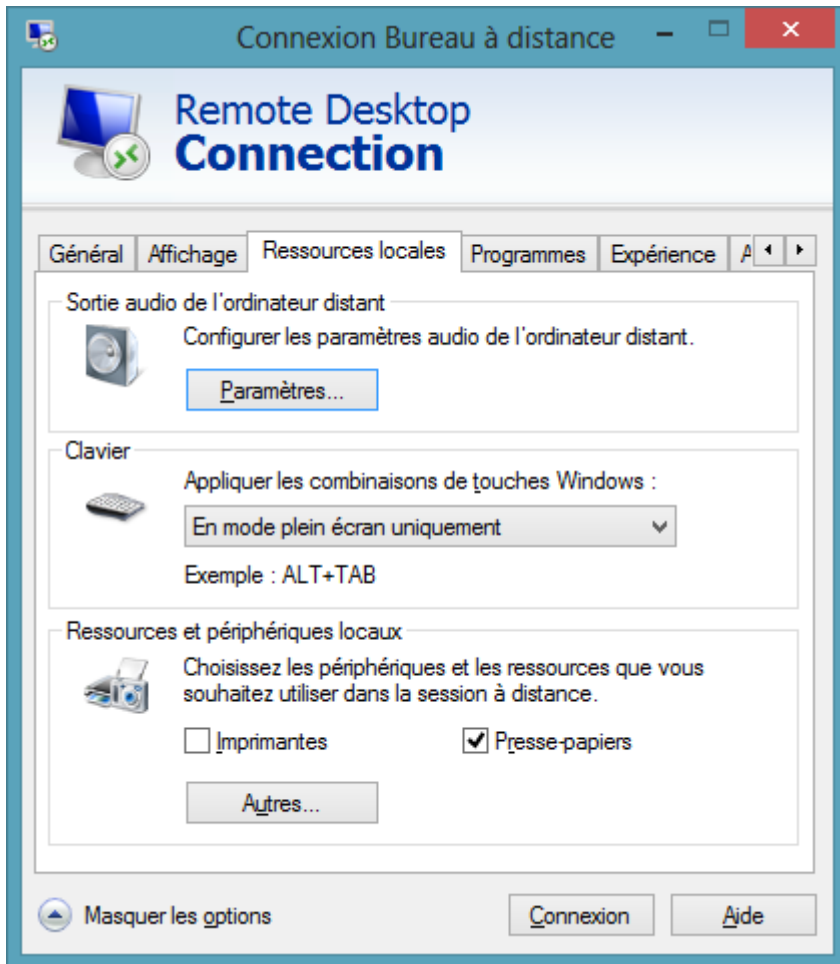 Connexion Bureau à distance
Remote Desktop
Connection
Général Affichage Ressources locales Programmes Expérience A
Sortie audio de l'ordinateur distant
Configurer les paramètres audio de l'ordinateur distant.
Paramètres...
Clavier
Appliquer les combinaisons de touches Windows :
En mode plein écran uniquement
Exemple : ALT+TAB
Ressources et périphériques locaux
Choisissez les périphériques et les ressources que vous
souhaitez utiliser dans la session à distance.
Imprimantes Presse-papiers
Autres...
Masquer les options Connexion Aide